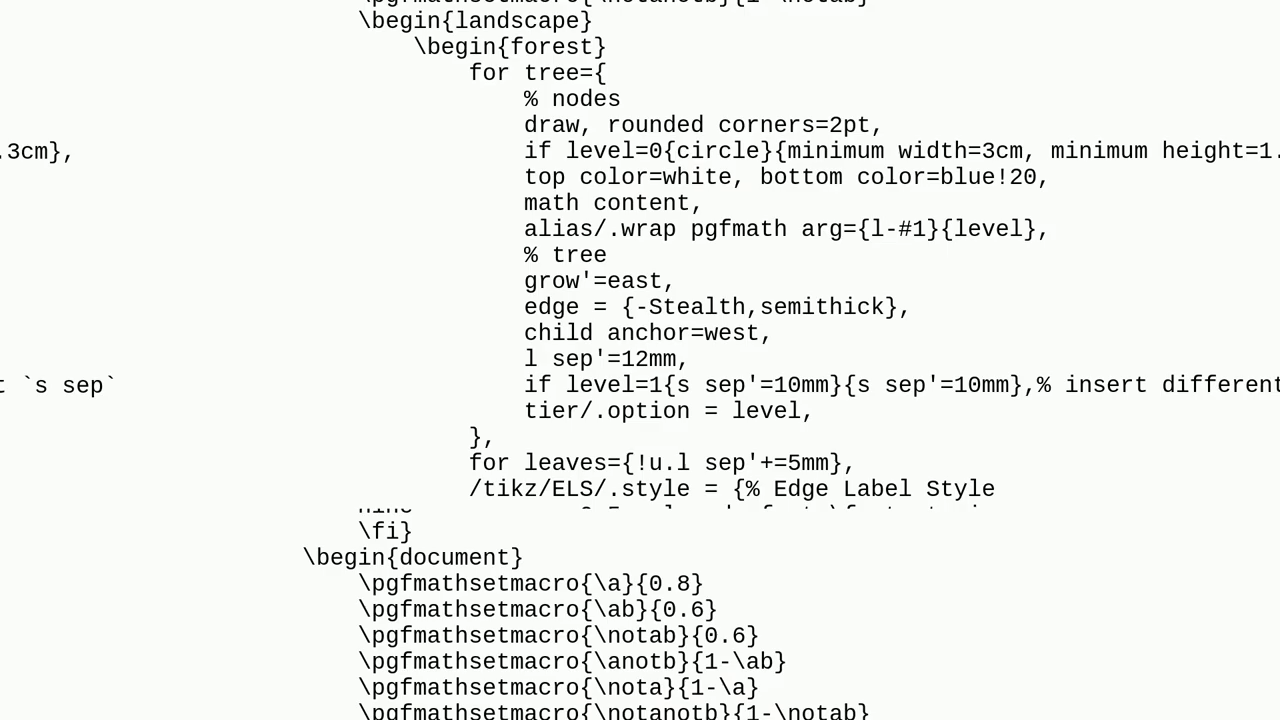 \begin{landscape}
\begin{forest}
for tree={
% nodes
draw, rounded corners=2pt,
.3cm}, if level=0{circle}{minimum width=3cm, minimum height=1.
top color=white, bottom color=blue!20,
math content,
alias/.wrap pgfmath arg={l-#1}{level},
% tree
grow'=east,
edge = {-Stealth,semithick},
child anchor=west,
l sep'=12mm,
t `s sep` if level=1{s sep'=10mm}{s sep'=10mm},% insert different
tier/.option = level,
},
for leaves={!u.l sep'+=5mm},
/tikz/ELS/.style = {% Edge Label Style
\fi}
\begin{document}
\pgfmathsetmacro{\a}{0.8}
\pgfmathsetmacro{\ab}{0.6}
\pgfmathsetmacro{\notab}{0.6}
\pgfmathsetmacro{\anotb}{1-\ab}
\pgfmathsetmacro{\nota}{1-\a}
\pgfmathsetmacro{\notanotb}{1-\notab}